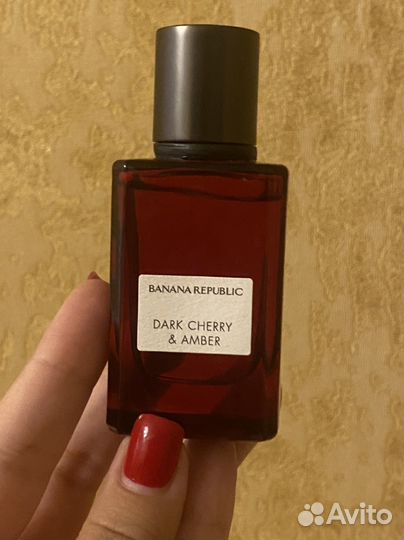 BANANA REPUBLIC
DARK CHERRY
& AMBER
Avito